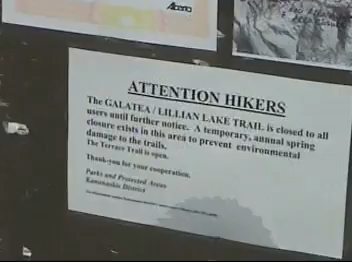 Alberta
ATTENTION HIKERS
The GALATEA / LILLIAN LAKE TRAIL is closed to all
users until further notice. A temporary, annual spring
closure exists in this area to prevent environmental
damage to the trails.
The Terrace Trail is open.
Thank-you for your cooperation.
Parks and Protected Areas
Kananaskis District